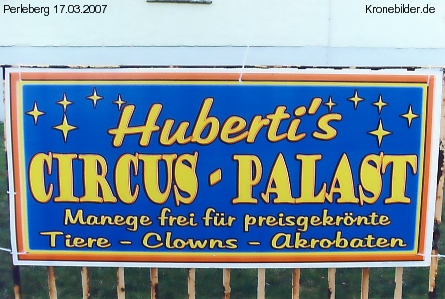 Perleberg 17.03.2007 Kronebilder.de
Huberti's
CIRCUS - PALAST
Manege frei für preisgekrönte
Tiere - Clowns - Akrobaten